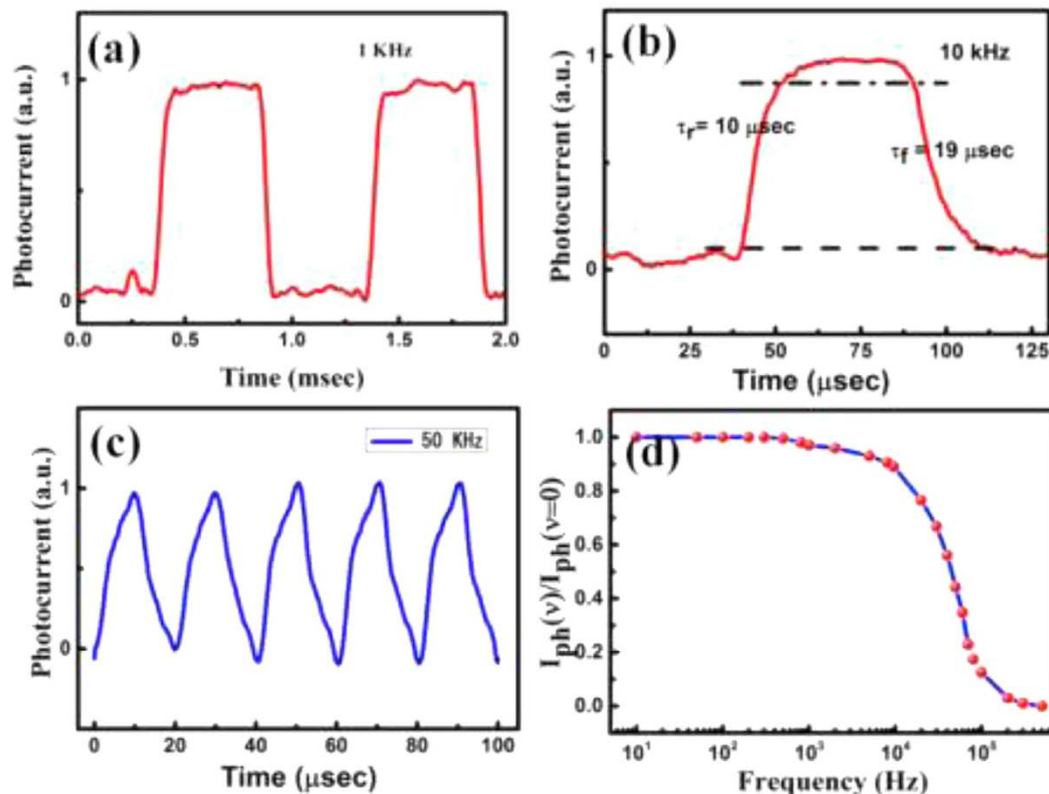 (a)
1 KHz
Photocurrent (a.u.)
1
0
0.0 0.5 1.0 1.5 2.0
Time (msec)
(b)
10 kHz
τr= 10 μsec
τf = 19 μsec
Photocurrent (a.u.)
1
0
0 25 50 75 100 125
Time (μsec)
(c)
50 KHz
Photocurrent (a.u.)
1
0
0 20 40 60 80 100
Time (μsec)
(d)
Iph(ν)/Iph(ν=0)
1.0
0.8
0.6
0.4
0.2
0.0
10¹ 10² 10³ 10⁴ 10⁵
Frequency (Hz)